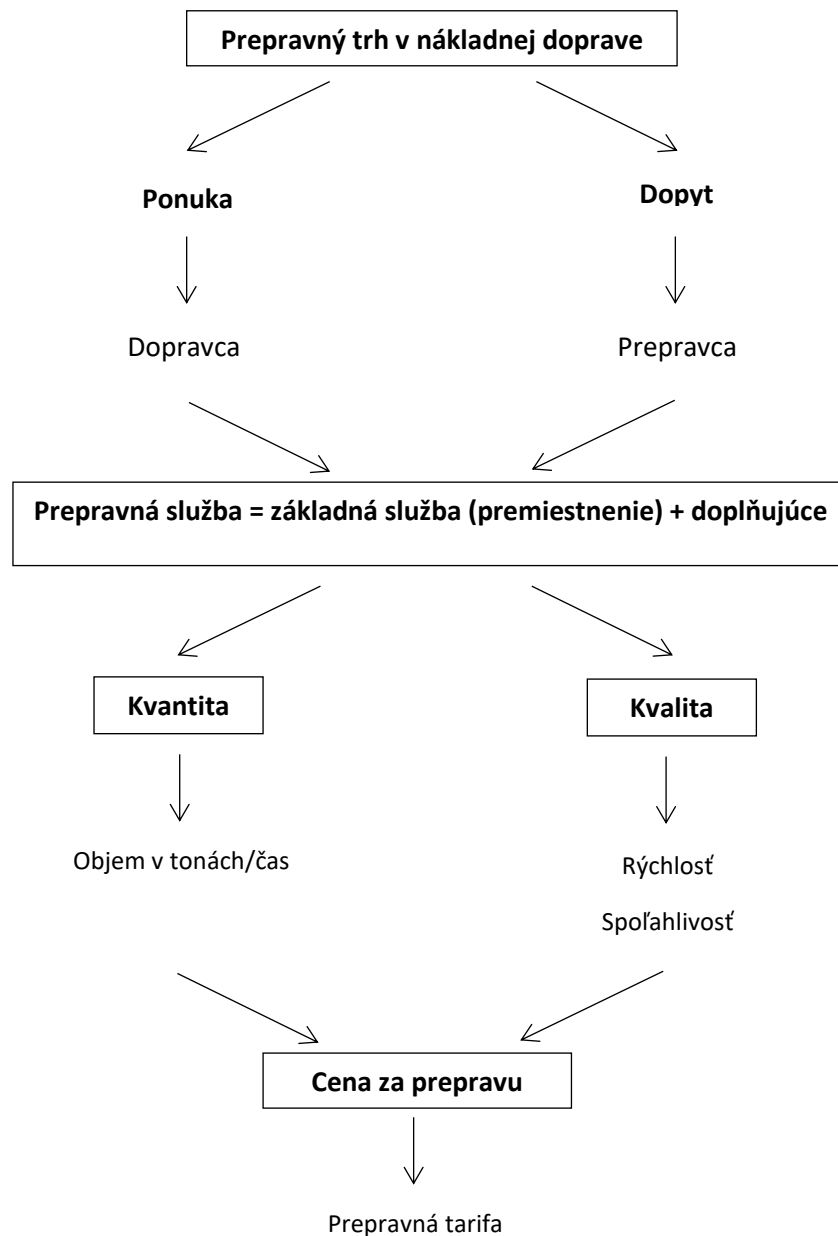 Prepravný trh v nákladnej doprave
Ponuka
Dopyt
Dopravca
Prepravca
Prepravná služba = základná služba (premiestnenie) + doplňujúce
Kvantita
Kvalita
Objem v tonách/čas
Rýchlosť
Spoľahlivosť
Cena za prepravu
Prepravná tarifa